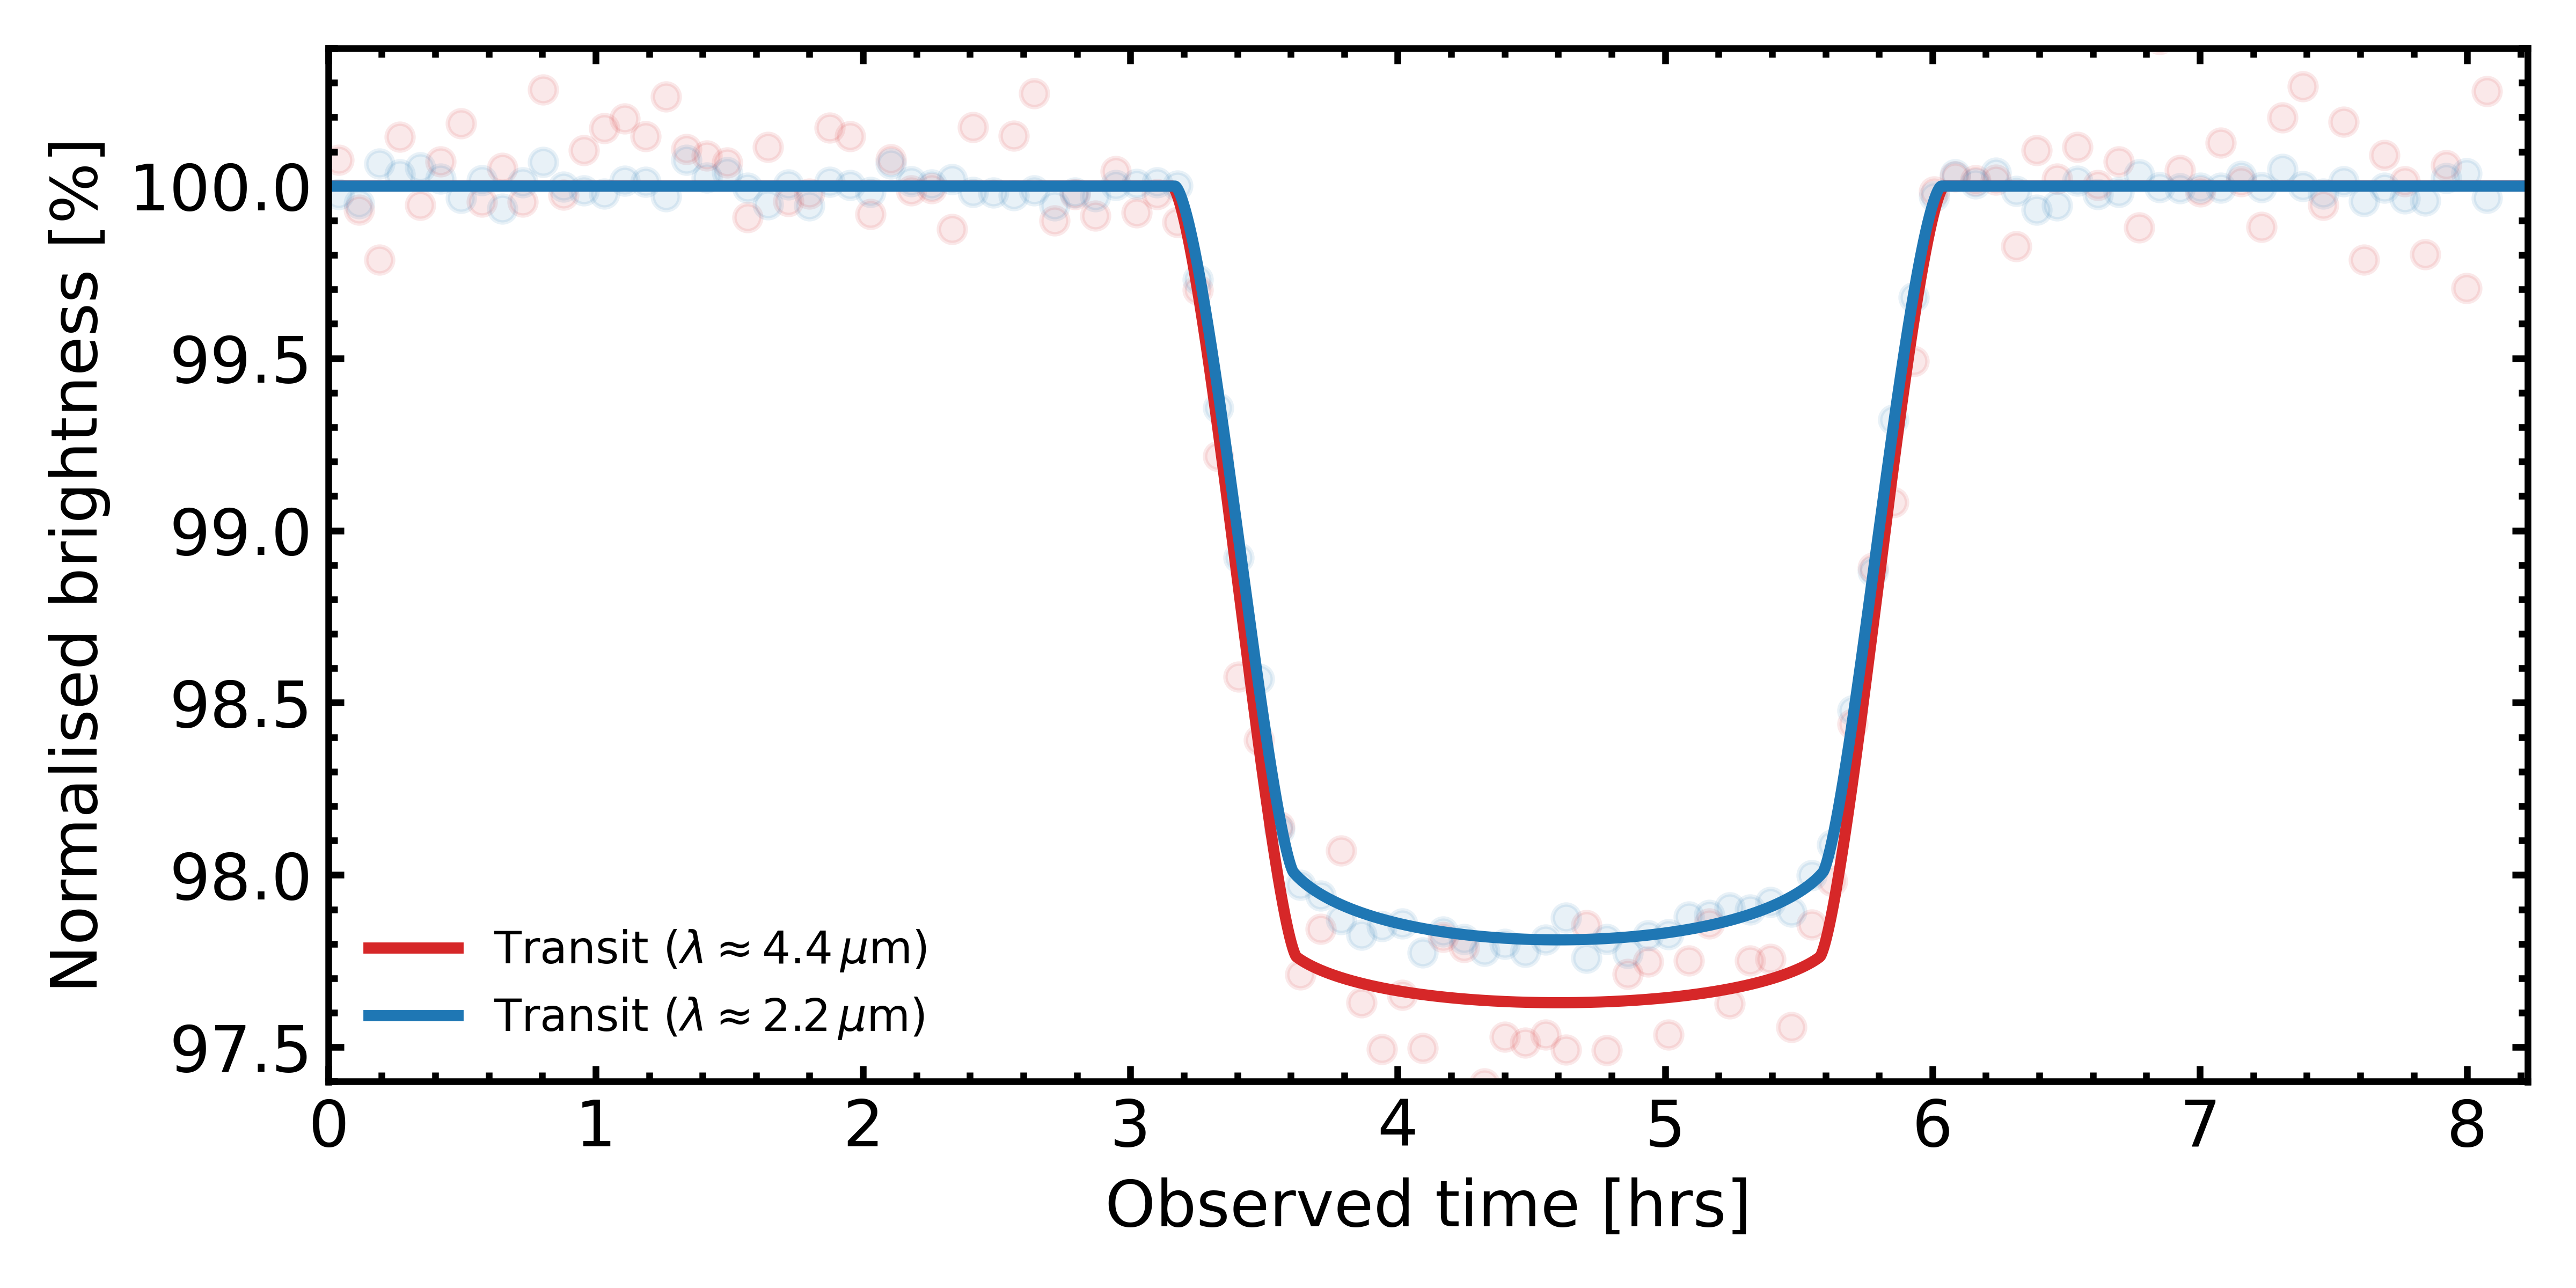 Normalised brightness [%]
100.0
99.5
99.0
98.5
98.0
97.5
Transit (λ ≈ 4.4 μm)
Transit (λ ≈ 2.2 μm)
0 1 2 3 4 5 6 7 8
Observed time [hrs]